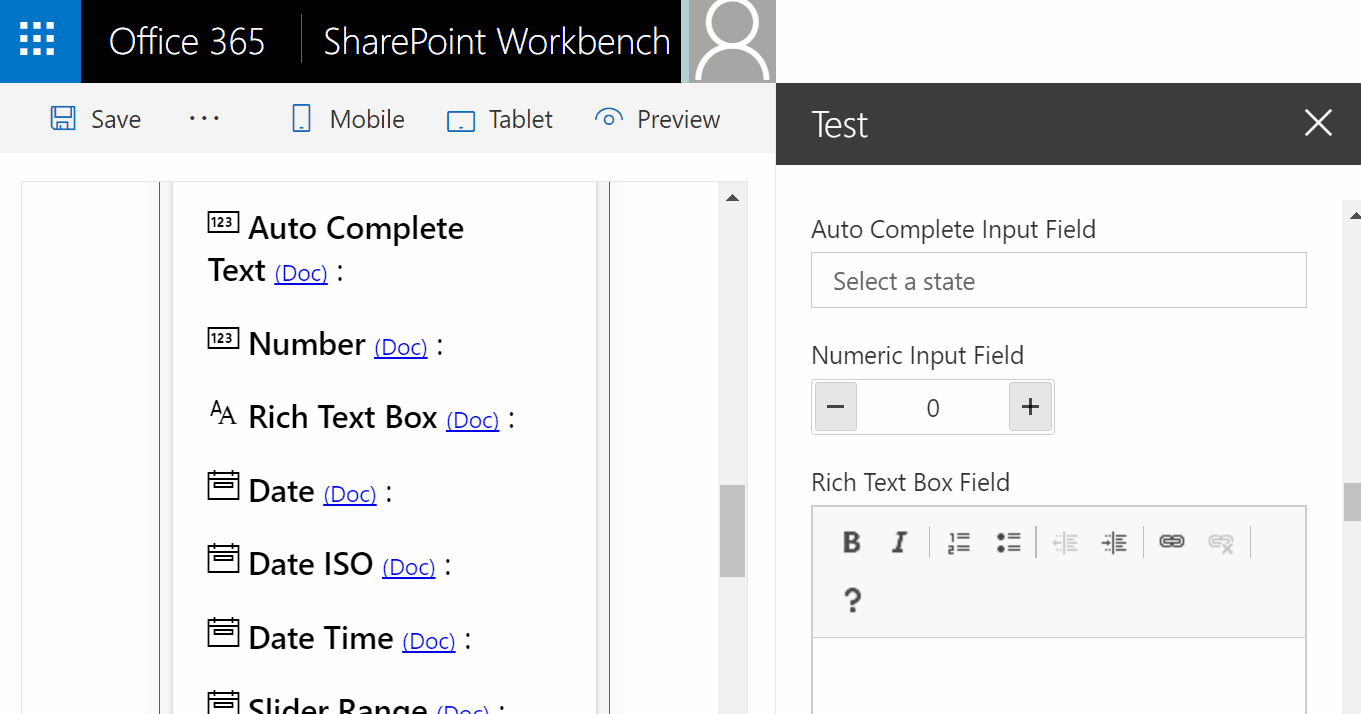 Office 365 SharePoint Workbench
Save ··· Mobile Tablet Preview
123 Auto Complete
Text (Doc) :
123 Number (Doc) :
AA Rich Text Box (Doc) :
Date (Doc) :
Date ISO (Doc) :
Date Time (Doc) :
Slider Range (Doc) :
Test
Auto Complete Input Field
Select a state
Numeric Input Field
− 0 +
Rich Text Box Field
B I
?